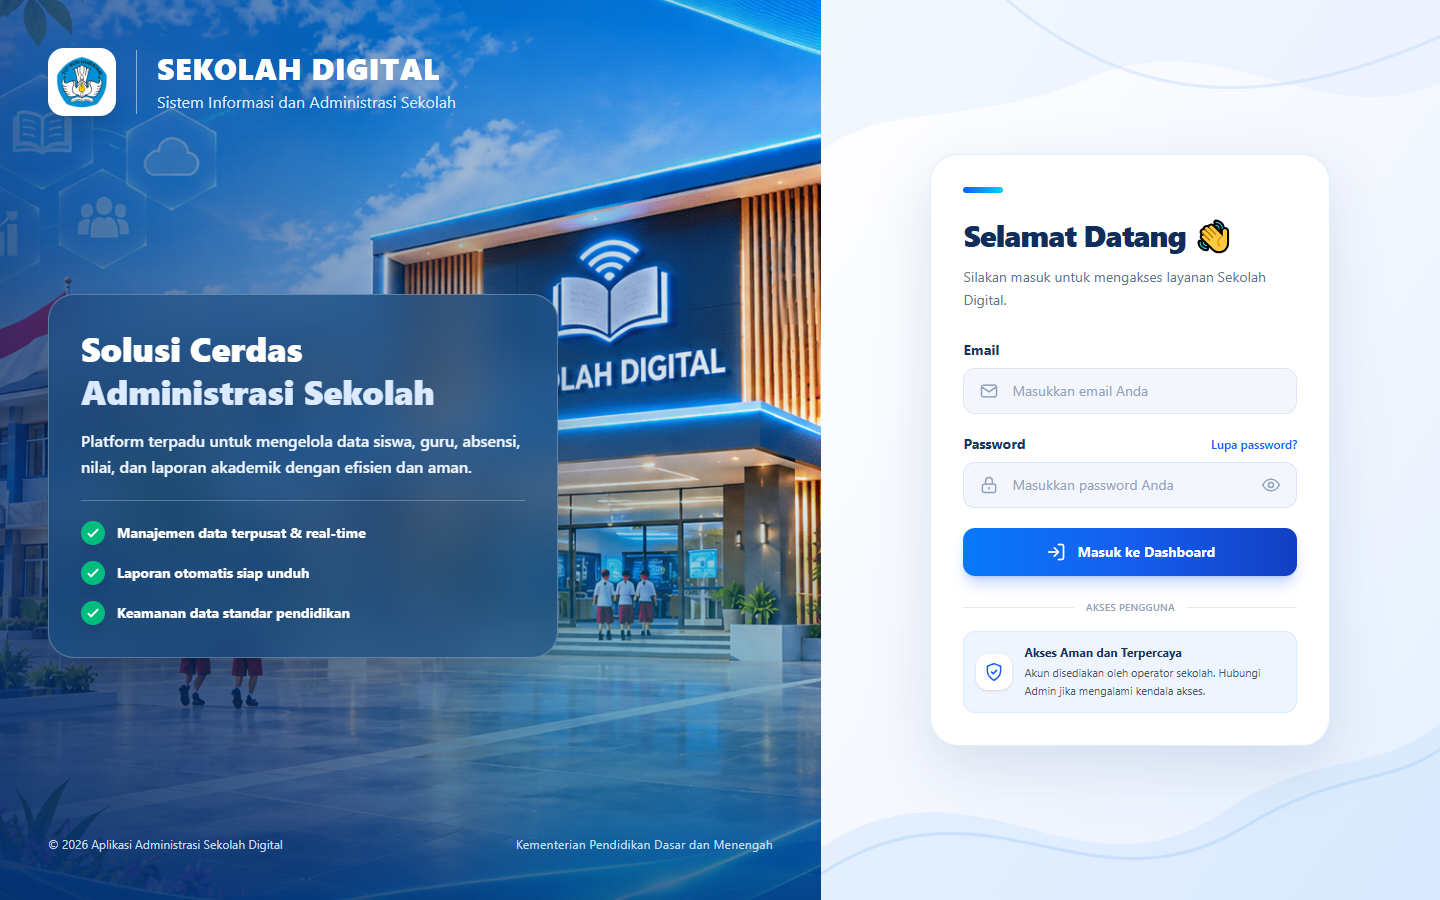 SEKOLAH DIGITAL
Sistem Informasi dan Administrasi Sekolah
LAH DIGITAL
Solusi Cerdas
Administrasi Sekolah
Platform terpadu untuk mengelola data siswa, guru, absensi,
nilai, dan laporan akademik dengan efisien dan aman.
Manajemen data terpusat & real-time
Laporan otomatis siap unduh
Keamanan data standar pendidikan
© 2026 Aplikasi Administrasi Sekolah Digital
Kementerian Pendidikan Dasar dan Menengah
Selamat Datang 👋
Silakan masuk untuk mengakses layanan Sekolah
Digital.
Email
Masukkan email Anda
Password
Lupa password?
Masukkan password Anda
Masuk ke Dashboard
AKSES PENGGUNA
Akses Aman dan Terpercaya
Akun disediakan oleh operator sekolah. Hubungi
Admin jika mengalami kendala akses.